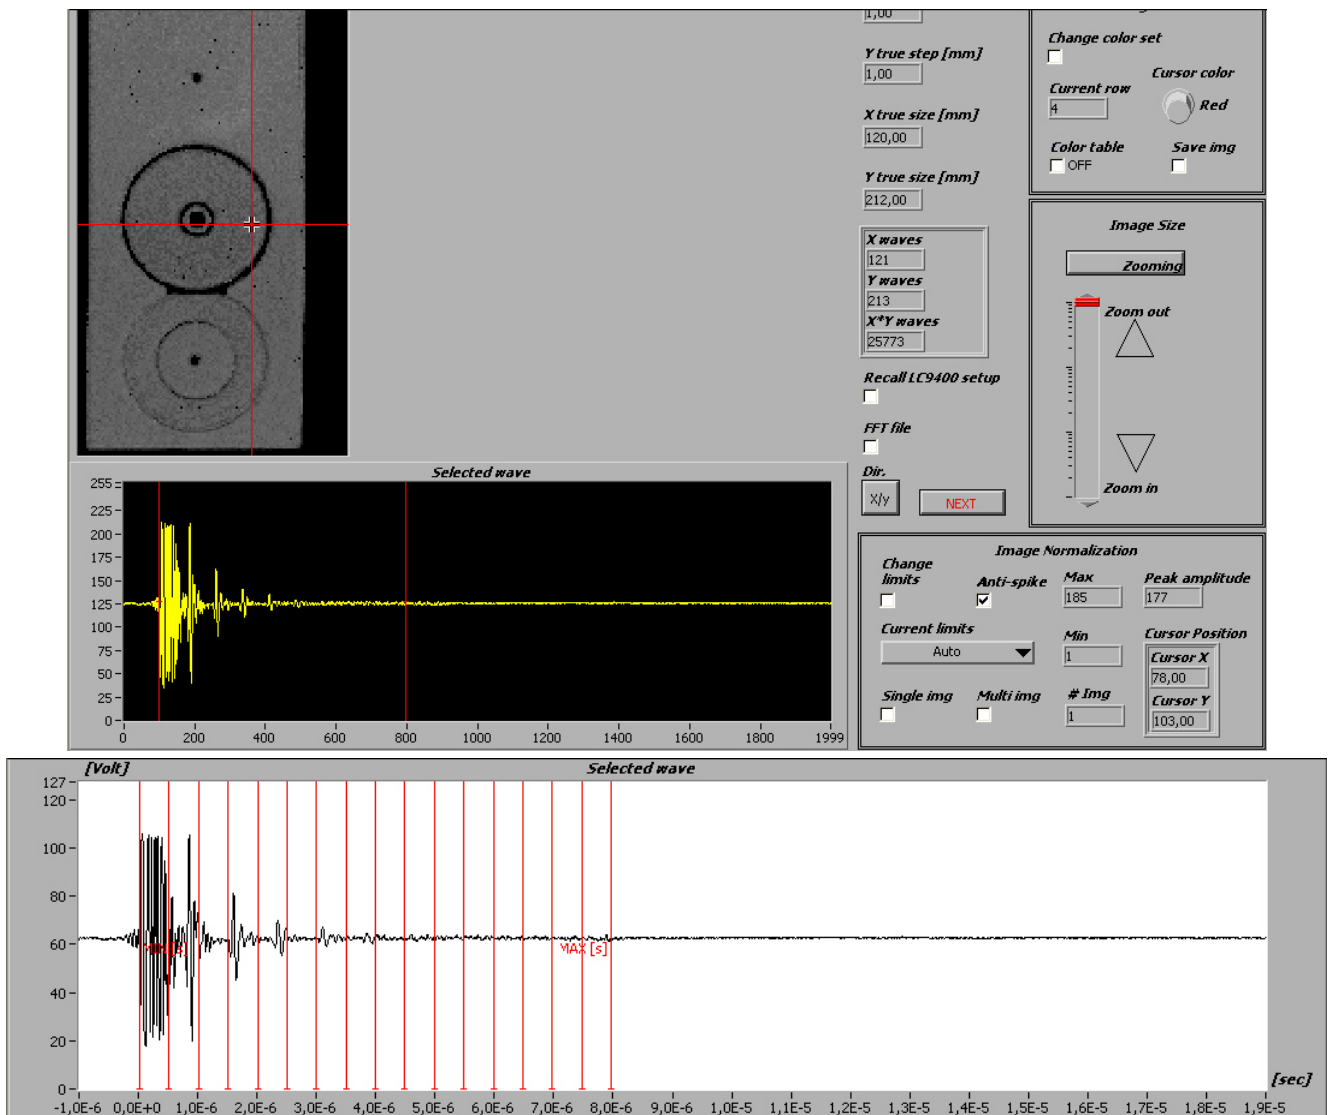 1,00
Y true step [mm]
1,00
X true size [mm]
120,00
Y true size [mm]
212,00
X waves
121
Y waves
213
X*Y waves
25773
Recall LC9400 setup
FFT file
Dir.
X/y
NEXT
Change color set
Cursor color
Current row
4
Red
Color table
Save img
OFF
Image Size
Zooming
Zoom out
Zoom in
Selected wave
255
225
200
175
150
125
100
75
50
25
0
0 200 400 600 800 1000 1200 1400 1600 1800 1999
Image Normalization
Change
limits
Anti-spike
Max
185
Peak amplitude
177
Current limits
Auto
Min
1
Cursor Position
Cursor X
78,00
Cursor Y
103,00
Single img
Multi img
# Img
1
[Volt]
Selected wave
127
120
100
80
60
40
20
0
MAX [s]
[sec]
-1,0E-6 0,0E+0 1,0E-6 2,0E-6 3,0E-6 4,0E-6 5,0E-6 6,0E-6 7,0E-6 8,0E-6 9,0E-6 1,0E-5 1,1E-5 1,2E-5 1,3E-5 1,4E-5 1,5E-5 1,6E-5 1,7E-5 1,8E-5 1,9E-5